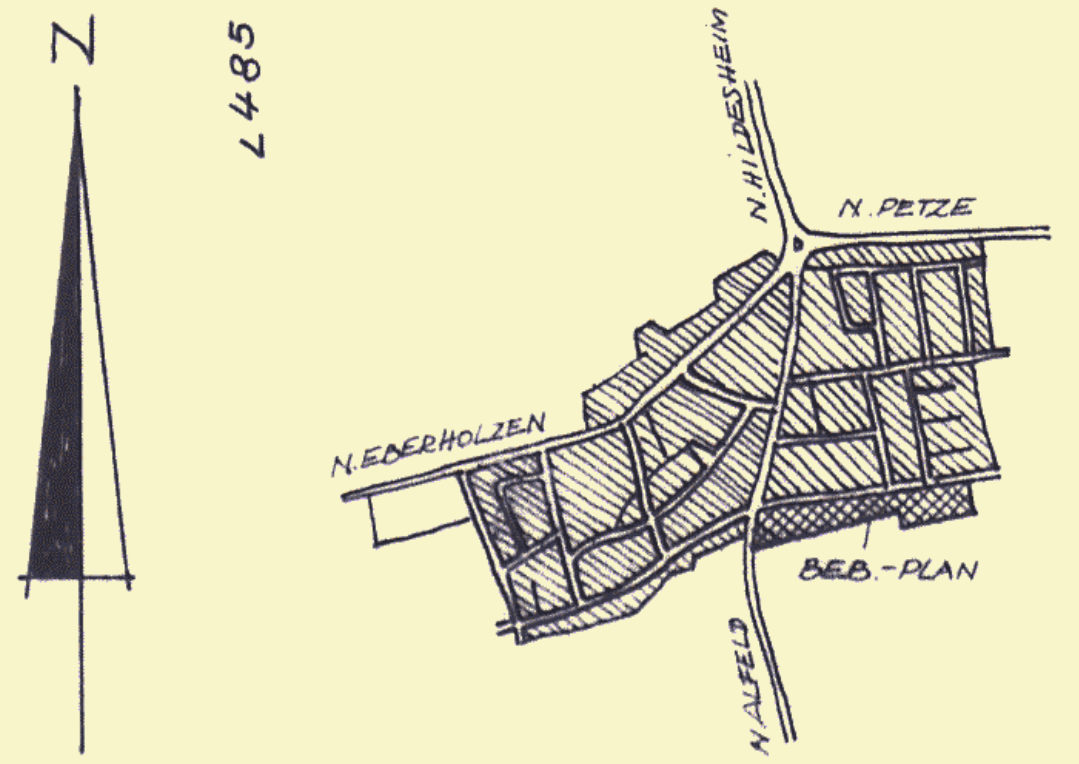 N
L485
N.HILDESHEIM
N.PETZE
N.EBERHOLZEN
BEB.-PLAN
N.ALFELD